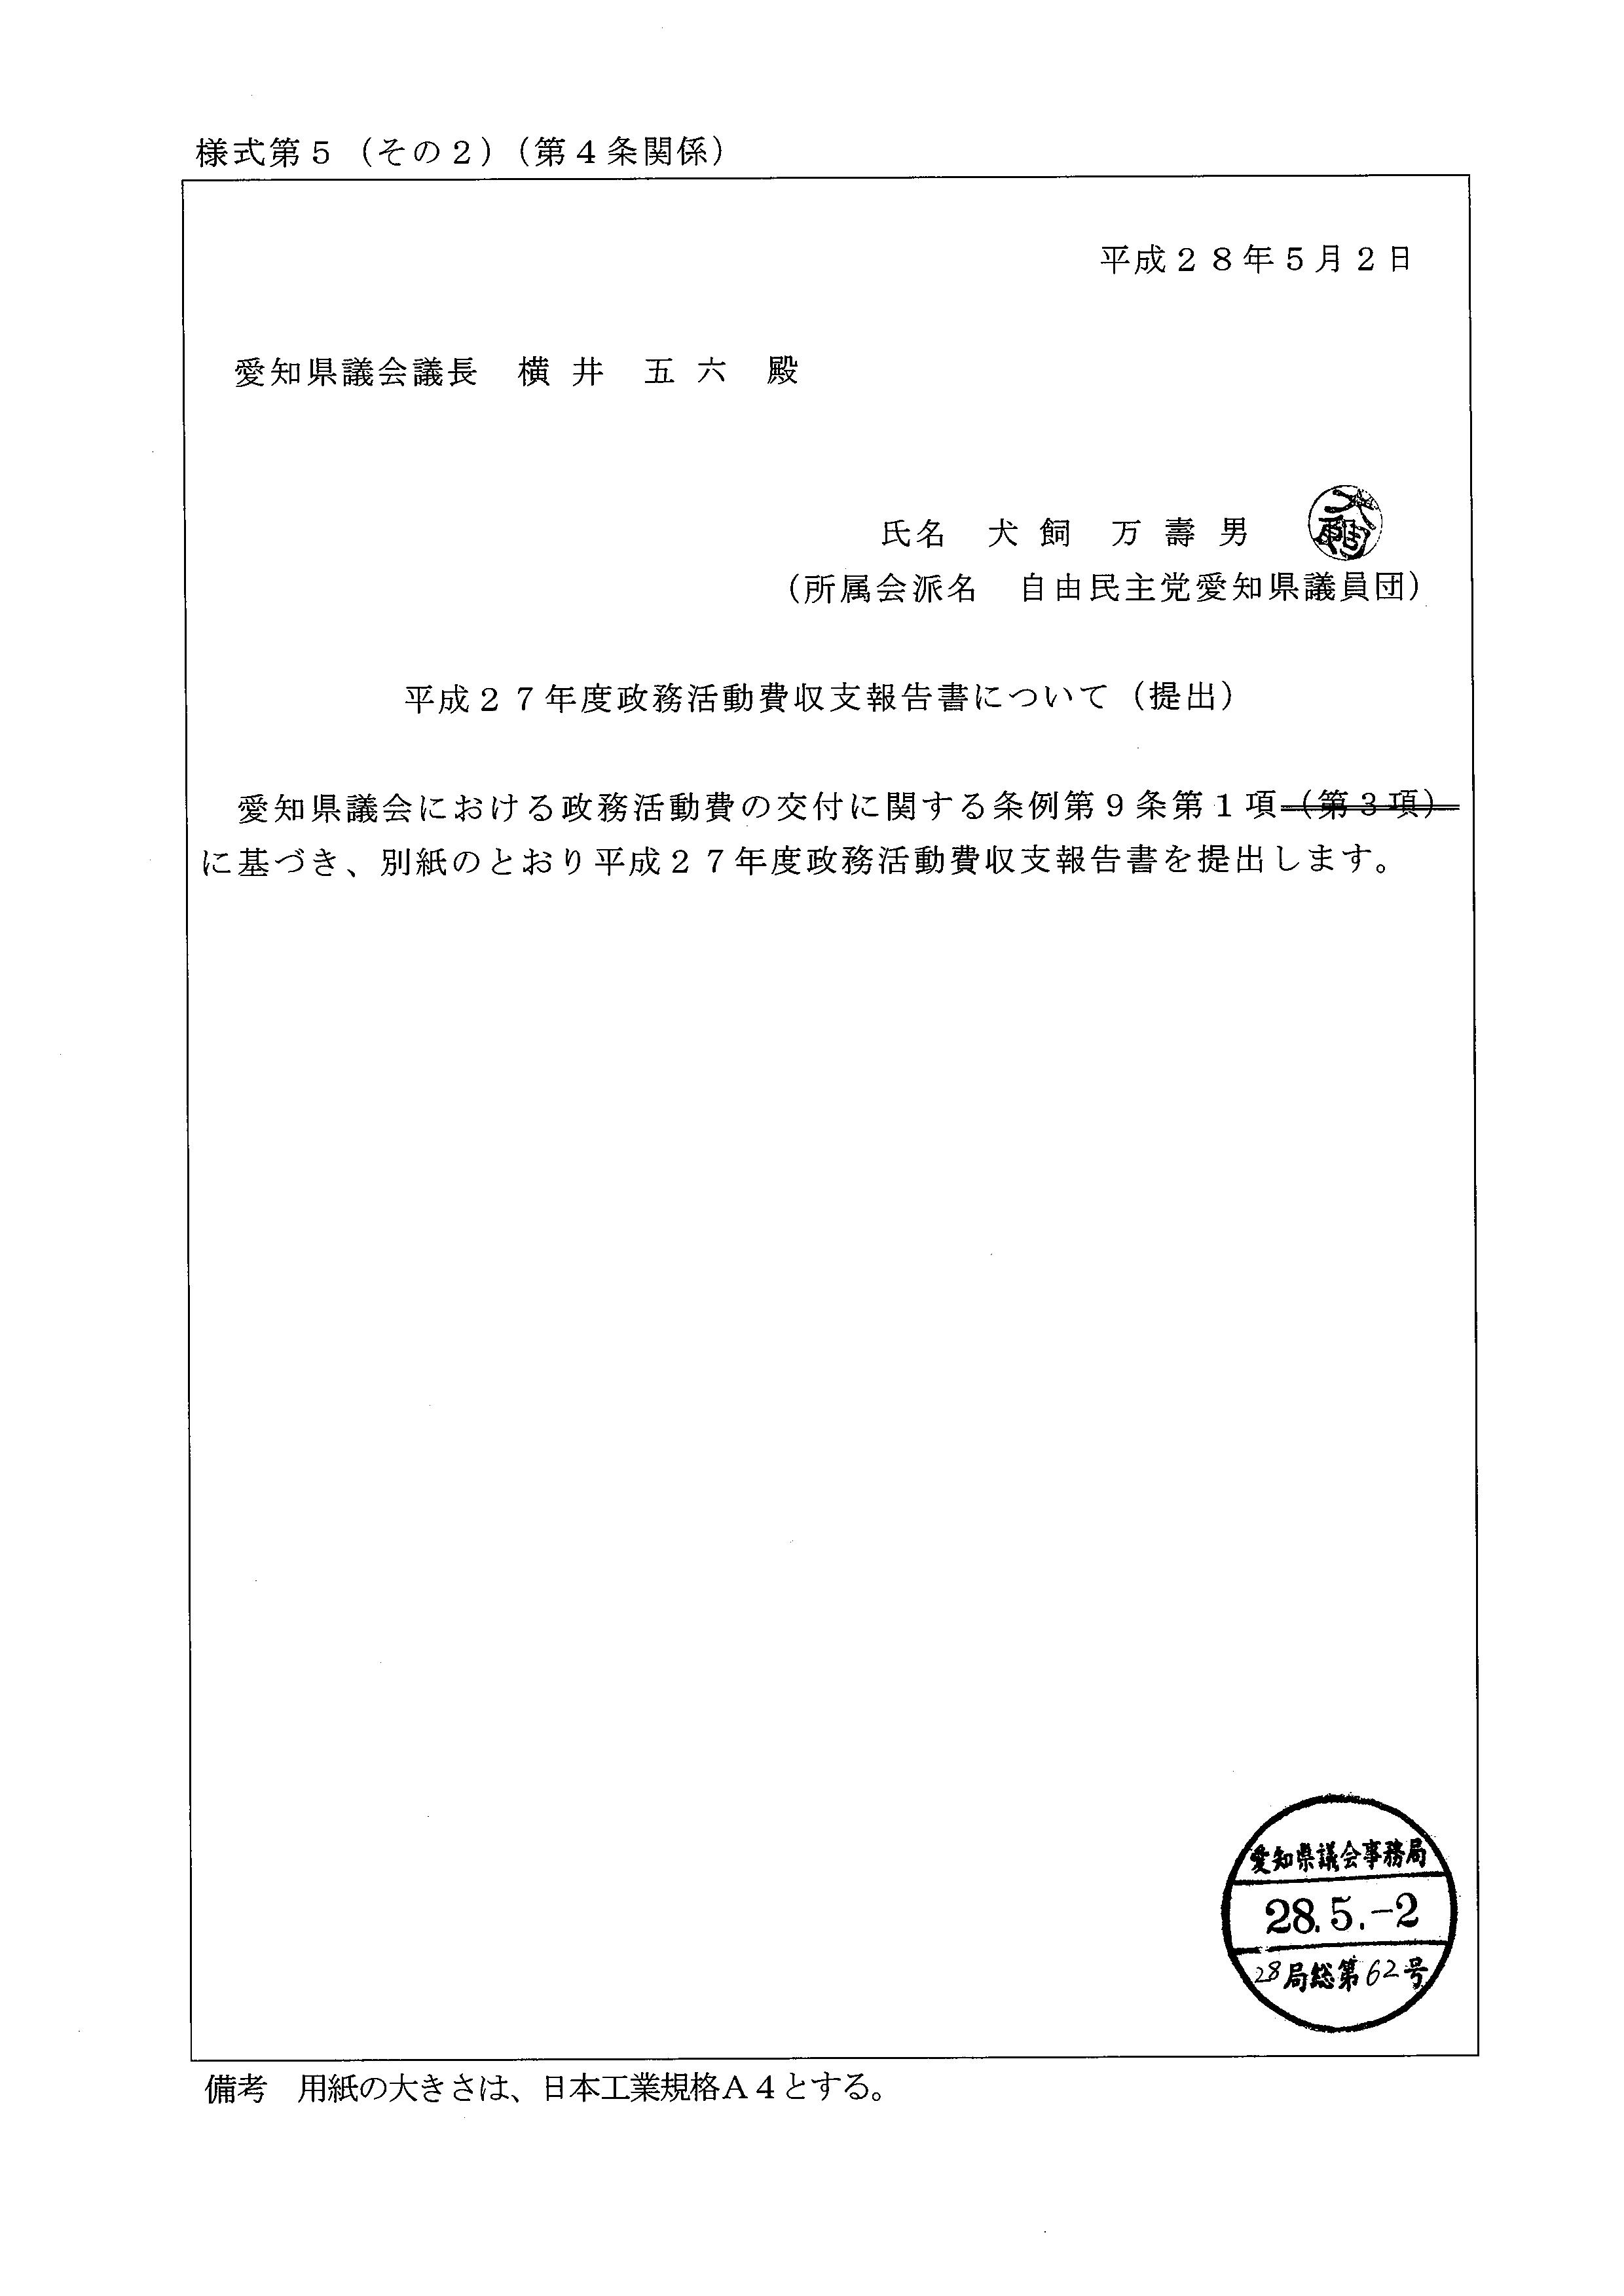 様式第５（その２）（第４条関係）
平成２８年５月２日
愛知県議会議長　横井　五六　殿
氏名　犬飼　万壽男　犬飼
（所属会派名　自由民主党愛知県議員団）
平成２７年度政務活動費収支報告書について（提出）
愛知県議会における政務活動費の交付に関する条例第９条第１項（第３項）
に基づき、別紙のとおり平成２７年度政務活動費収支報告書を提出します。
愛知県議会事務局
28.5.-2
28局総第62号
備考　用紙の大きさは、日本工業規格Ａ４とする。